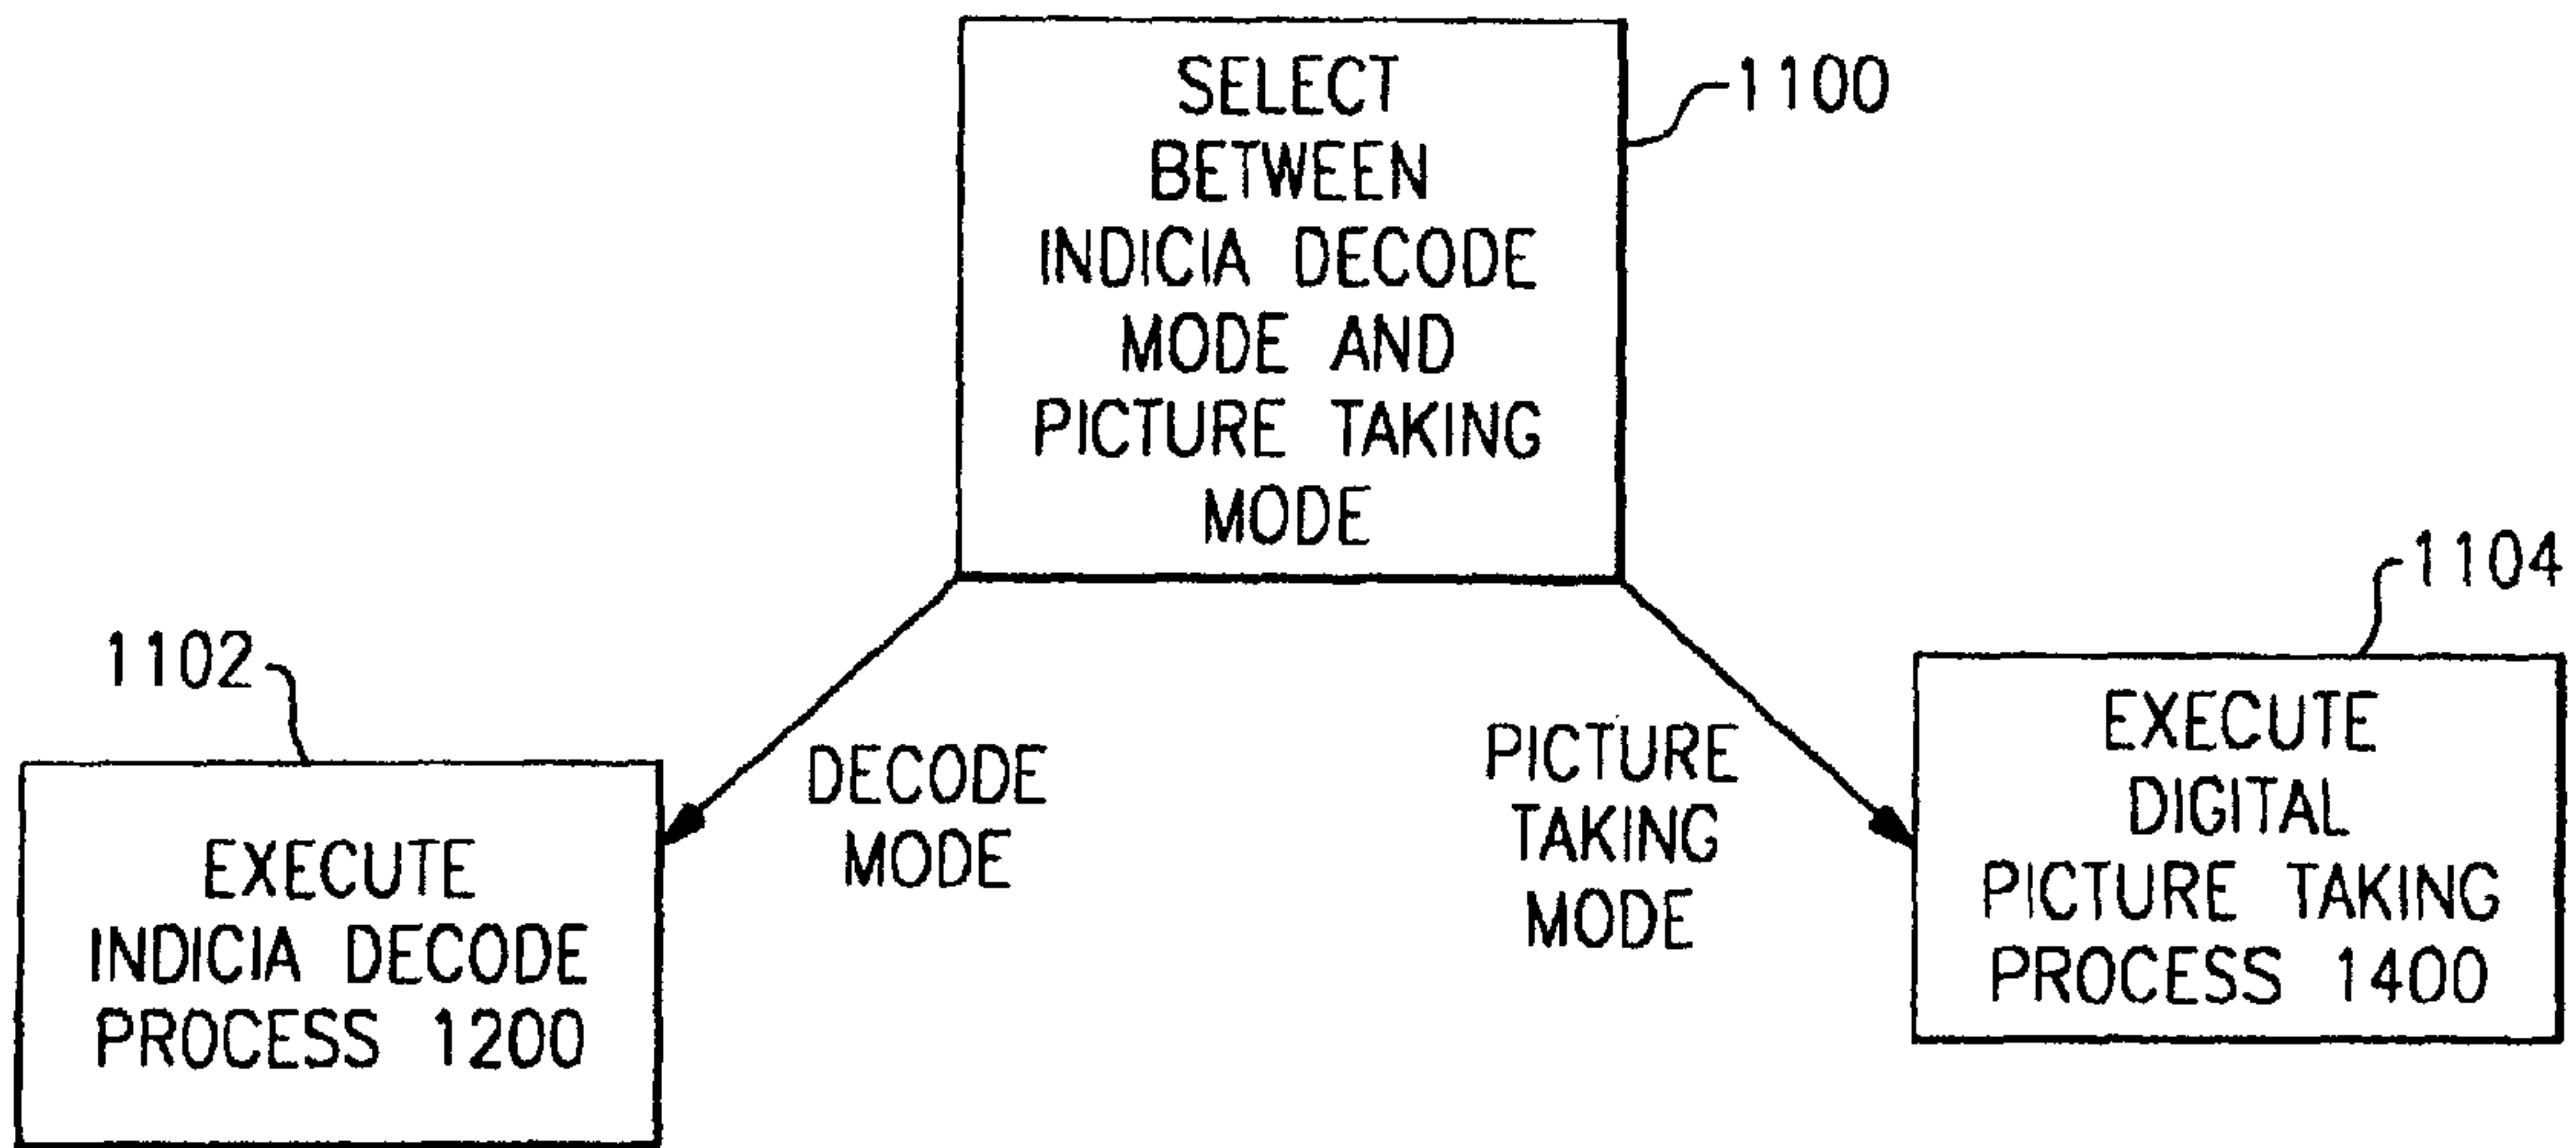 SELECT
BETWEEN
INDICIA DECODE
MODE AND
PICTURE TAKING
MODE
1100
1102
DECODE
MODE
PICTURE
TAKING
MODE
1104
EXECUTE
INDICIA DECODE
PROCESS 1200
EXECUTE
DIGITAL
PICTURE TAKING
PROCESS 1400